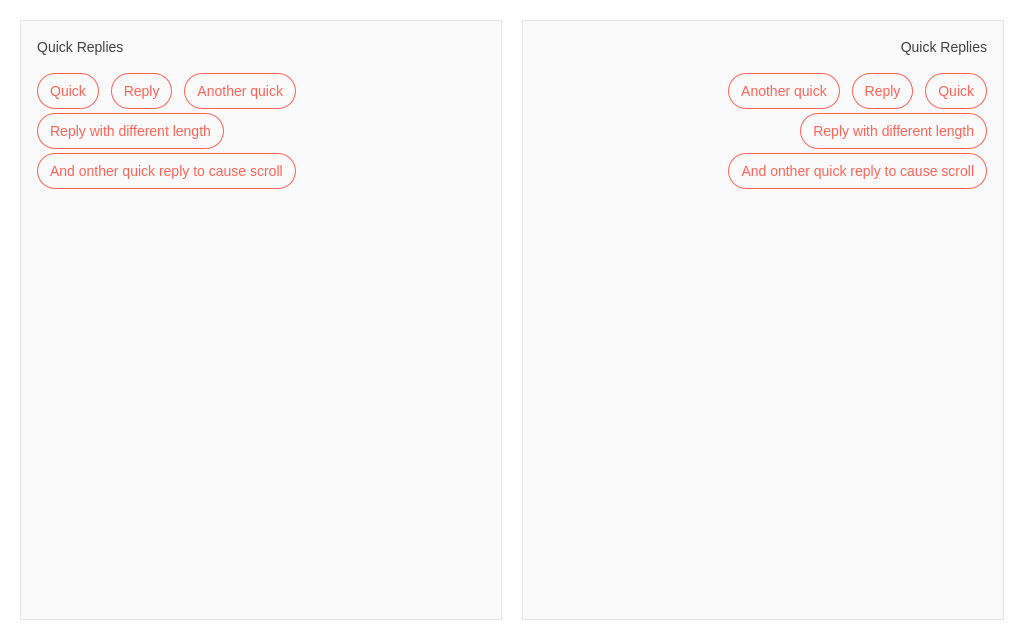 Quick Replies
Quick Reply Another quick
Reply with different length
And onther quick reply to cause scroll
Quick Replies
Another quick Reply Quick
Reply with different length
And onther quick reply to cause scroll